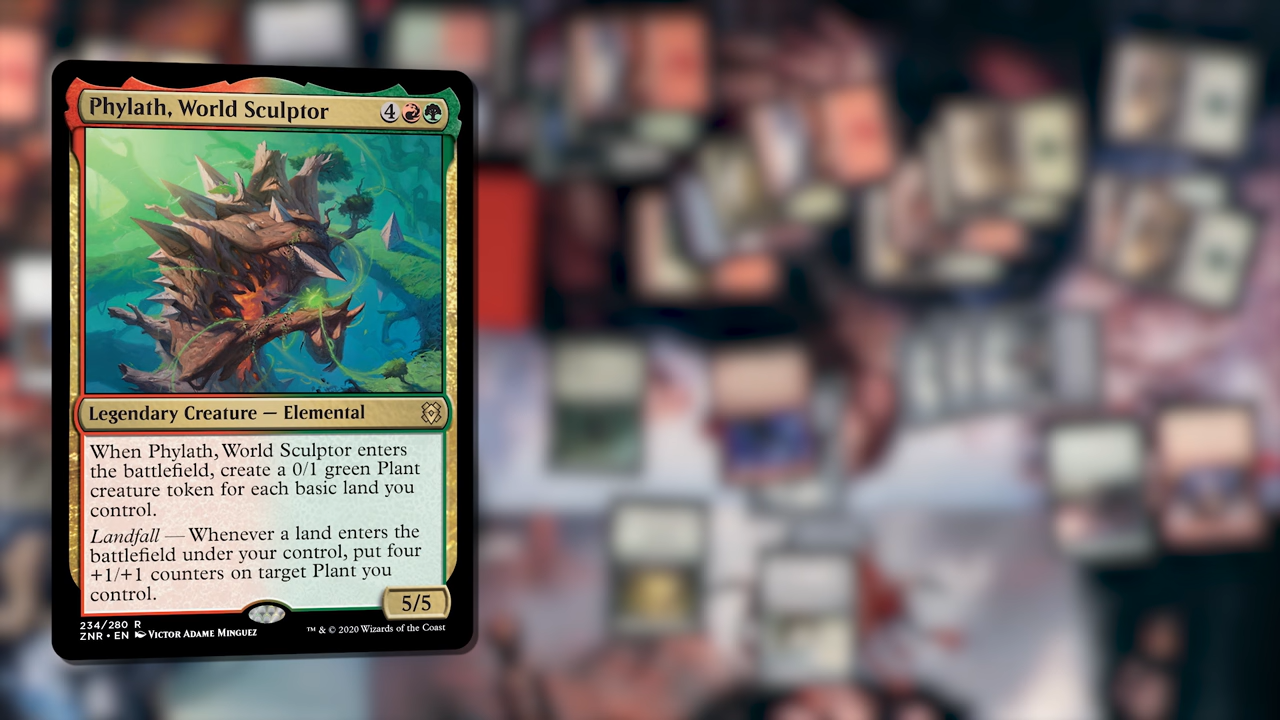 Phylath, World Sculptor 4
Legendary Creature — Elemental
When Phylath, World Sculptor enters
the battlefield, create a 0/1 green Plant
creature token for each basic land you
control.
Landfall — Whenever a land enters the
battlefield under your control, put four
+1/+1 counters on target Plant you
control.
5/5
234/280 R
ZNR • EN Victor Adame Minguez
™ & © 2020 Wizards of the Coast